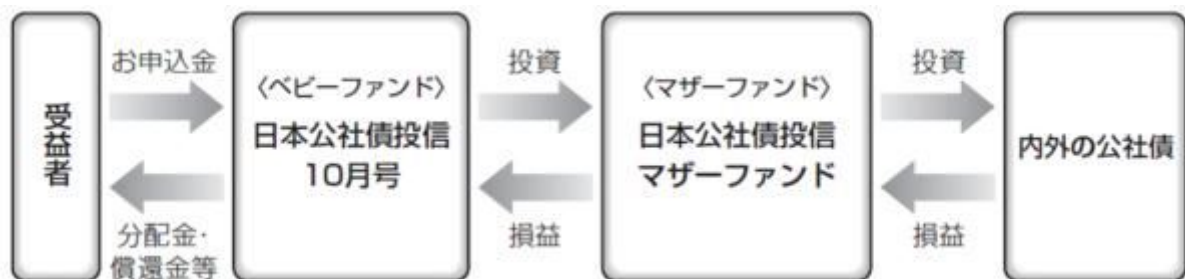 受益者
お申込金
分配金・
償還金等
〈ベビーファンド〉
日本公社債投信
10月号
投資
損益
〈マザーファンド〉
日本公社債投信
マザーファンド
投資
損益
内外の公社債